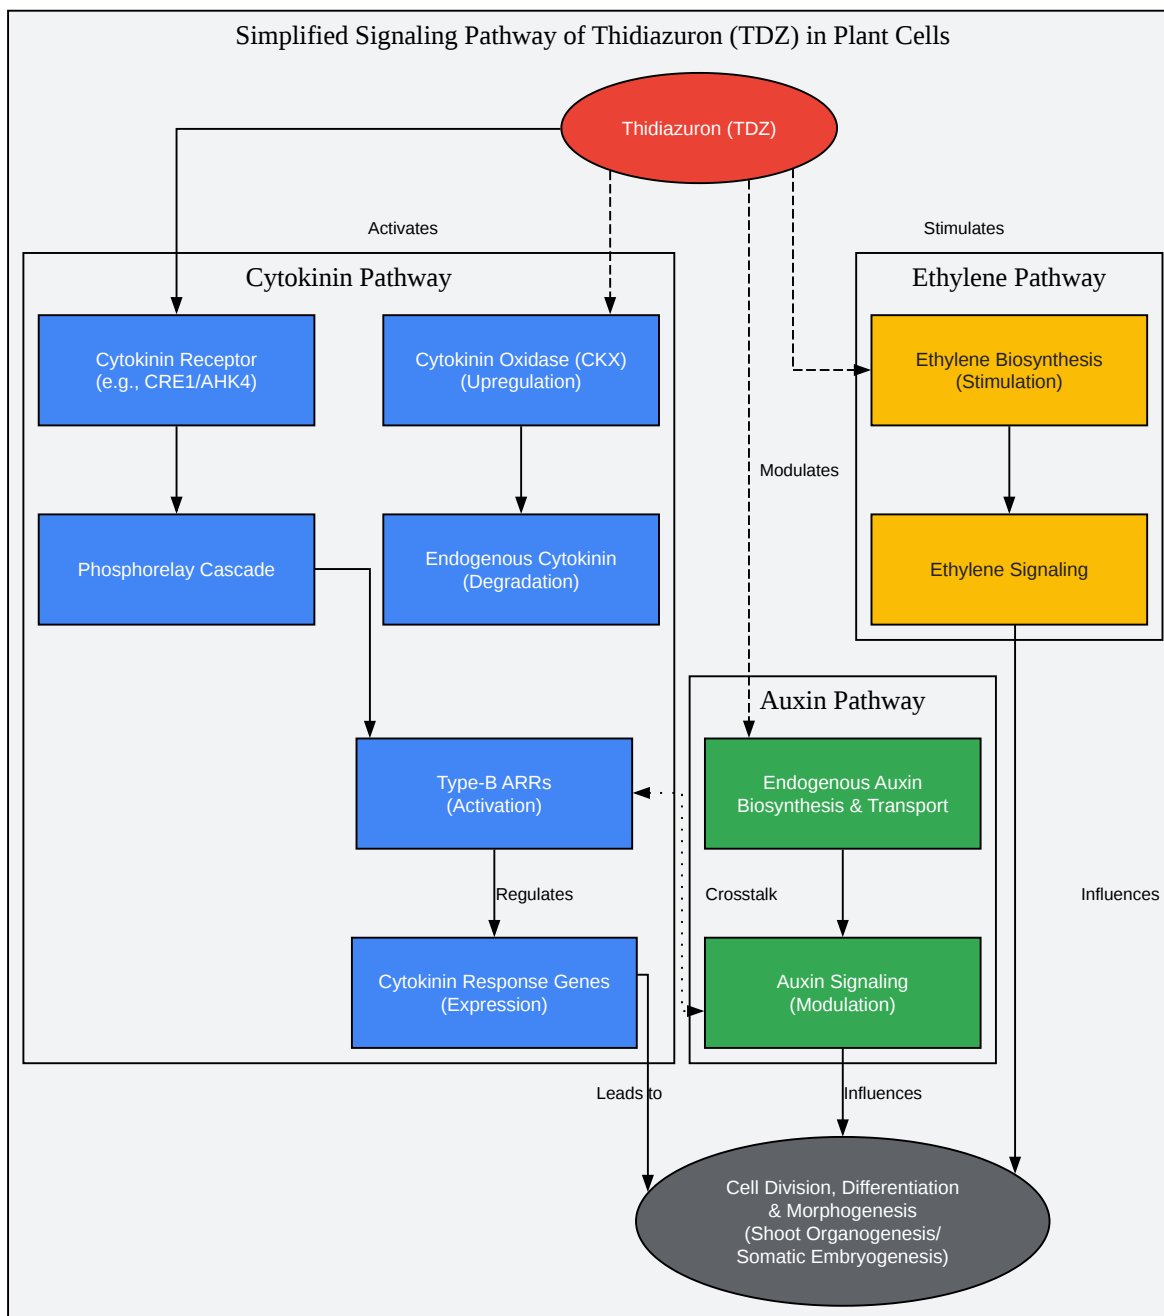 Simplified Signaling Pathway of Thidiazuron (TDZ) in Plant Cells
Thidiazuron (TDZ)
Activates
Stimulates
Cytokinin Pathway
Ethylene Pathway
Cytokinin Receptor
(e.g., CRE1/AHK4)
Cytokinin Oxidase (CKX)
(Upregulation)
Ethylene Biosynthesis
(Stimulation)
Modulates
Phosphorelay Cascade
Endogenous Cytokinin
(Degradation)
Ethylene Signaling
Auxin Pathway
Type-B ARRs
(Activation)
Endogenous Auxin
Biosynthesis & Transport
Regulates
Crosstalk
Influences
Cytokinin Response Genes
(Expression)
Auxin Signaling
(Modulation)
Leads to
Influences
Cell Division, Differentiation
& Morphogenesis
(Shoot Organogenesis/
Somatic Embryogenesis)